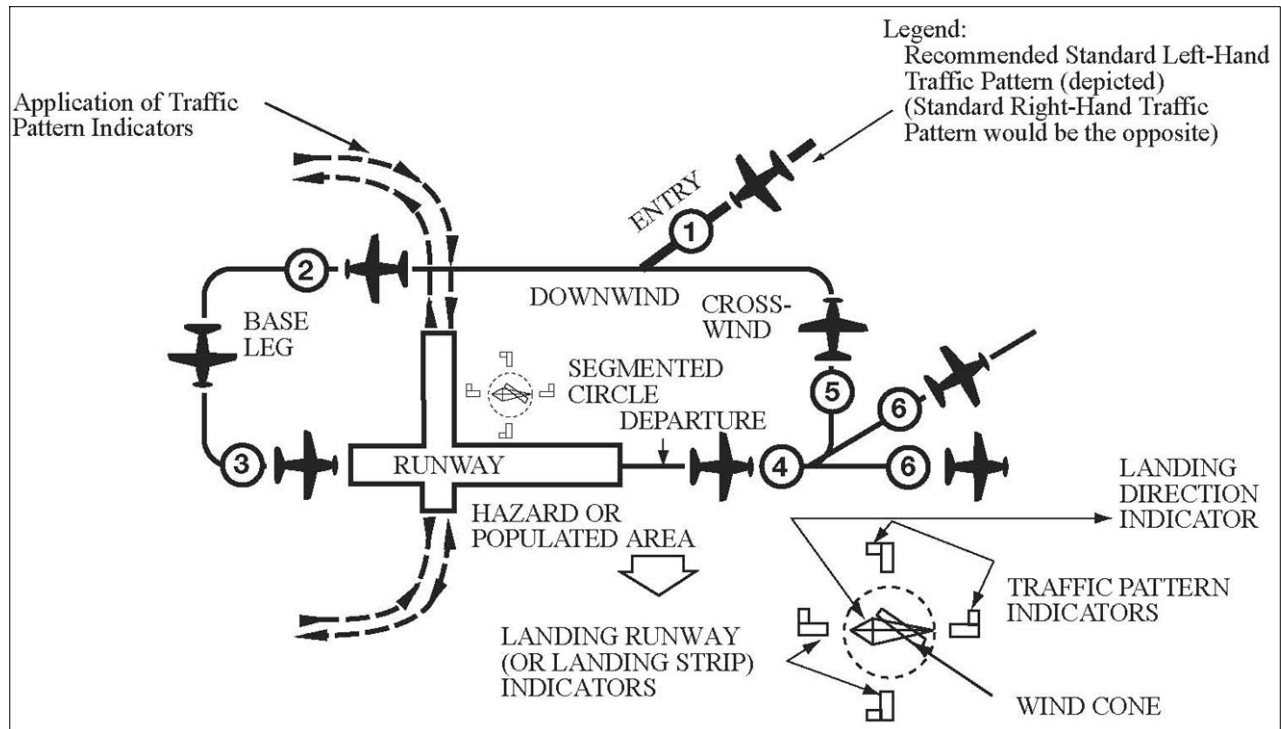 Legend:
Recommended Standard Left-Hand
Traffic Pattern (depicted)
(Standard Right-Hand Traffic
Pattern would be the opposite)
Application of Traffic
Pattern Indicators
ENTRY
1
2
DOWNWIND
CROSS-
WIND
BASE
LEG
SEGMENTED
CIRCLE
5
6
DEPARTURE
3
RUNWAY
4
6
LANDING
DIRECTION
INDICATOR
HAZARD OR
POPULATED AREA
TRAFFIC PATTERN
INDICATORS
LANDING RUNWAY
(OR LANDING STRIP)
INDICATORS
WIND CONE